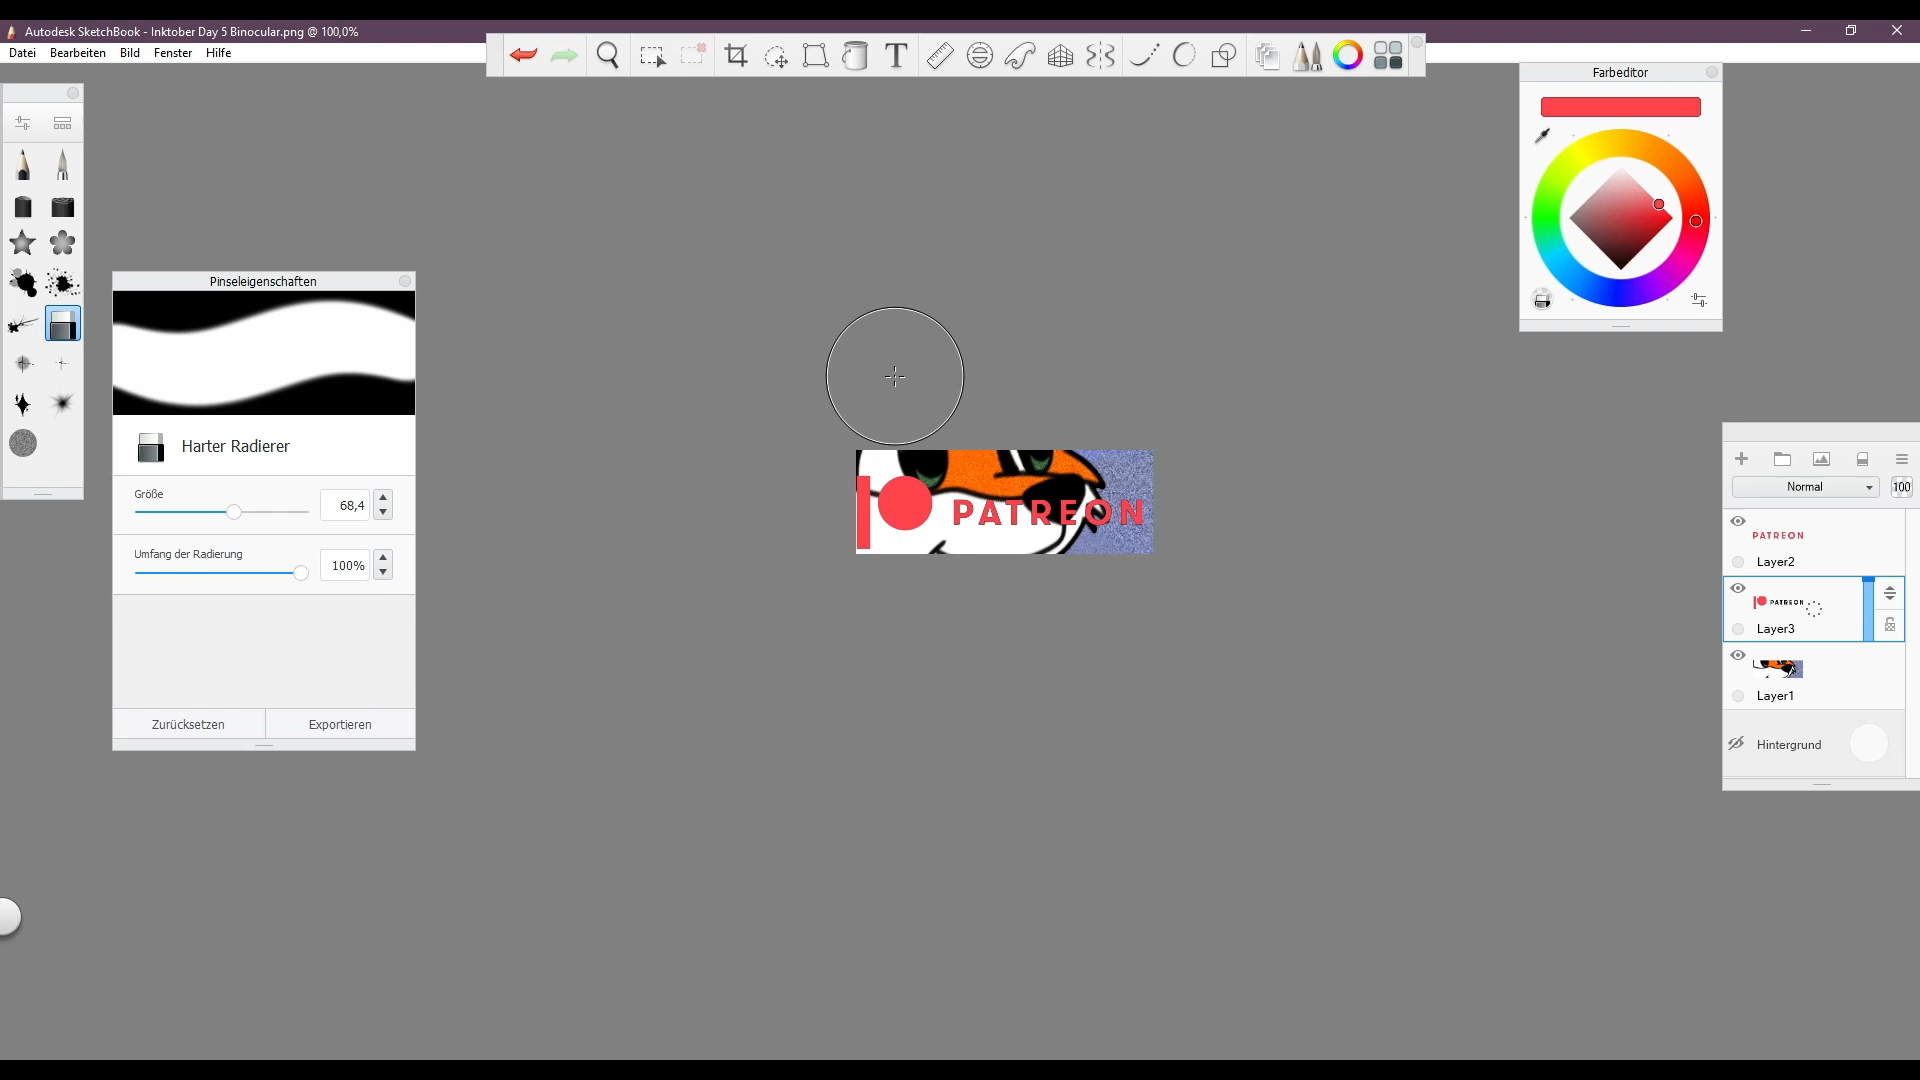 Autodesk SketchBook - Inktober Day 5 Binocular.png @ 100,0%
Datei Bearbeiten Bild Fenster Hilfe
T
Farbeditor
Pinseleigenschaften
Harter Radierer
Größe
68,4
Umfang der Radierung
100%
Zurücksetzen Exportieren
PATREON
Normal 100
PATREON
Layer2
PATREON
Layer3
Layer1
Hintergrund